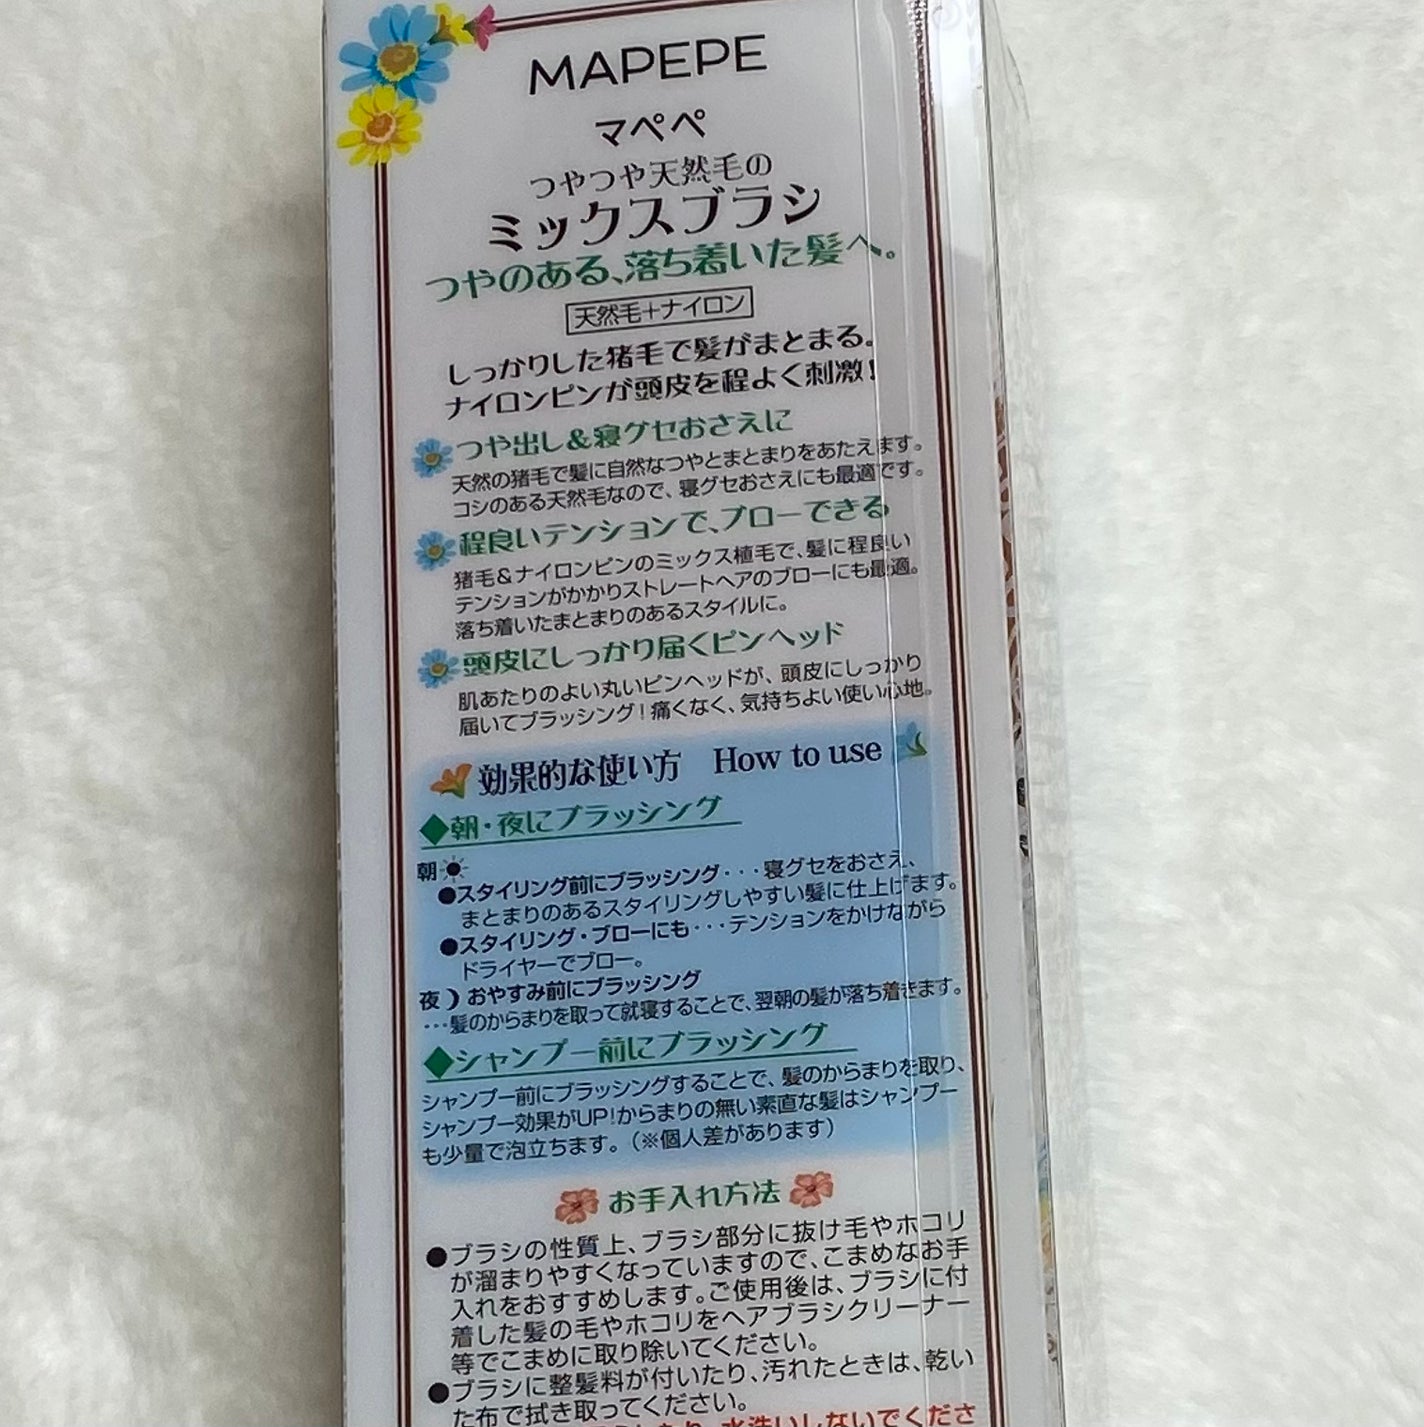 MAPEPE
マペペ
つやつや天然毛の
ミックスブラシ
つやのある、落ち着いた髪へ。
天然毛+ナイロン
しっかりした猪毛で髪がまとまる。
ナイロンピンが頭皮を程よく刺激!
つや出し&寝グセおさえに
天然の猪毛で髪に自然なつやとまとまりをあたえます。
コシのある天然毛なので、寝グセおさえにも最適です。
程良いテンションで、ブローできる
猪毛&ナイロンピンのミックス植毛で、髪に程良い
テンションがかかりストレートヘアのブローにも最適。
落ち着いたまとまりのあるスタイルに。
頭皮にしっかり届くピンヘッド
肌あたりのよい丸いピンヘッドが、頭皮にしっかり
届いてブラッシング!痛くなく、気持ちよい使い心地。
効果的な使い方 How to use
◆朝・夜にブラッシング
朝
●スタイリング前にブラッシング・・・寝グセをおさえ、
まとまりのあるスタイリングしやすい髪に仕上げます。
●スタイリング・ブローにも・・・テンションをかけながら
ドライヤーでブロー。
夜 おやすみ前にブラッシング
・・・髪のからまりを取って就寝することで、翌朝の髪が落ち着きます。
◆シャンプー前にブラッシング
シャンプー前にブラッシングすることで、髪のからまりを取り、
シャンプー効果がUP!からまりの無い素直な髪はシャンプー
も少量で泡立ちます。(※個人差があります)
お手入れ方法
●ブラシの性質上、ブラシ部分に抜け毛やホコリ
が溜まりやすくなっていますので、こまめなお手
入れをおすすめします。ご使用後は、ブラシに付
着した髪の毛やホコリをヘアブラシクリーナー
等でこまめに取り除いてください。
●ブラシに整髪料が付いたり、汚れたときは、乾い
た布で拭き取ってください。
水洗いしないでくださ